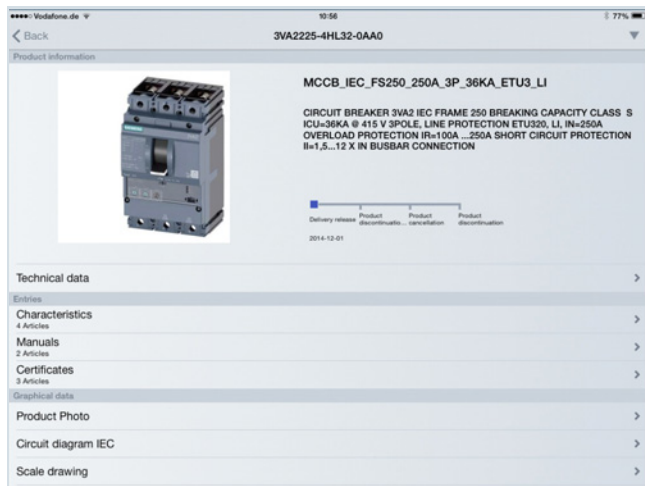 Vodafone.de
10:56
77%
Back
3VA2225-4HL32-0AA0
Product information
SIEMENS
MCCB_IEC_FS250_250A_3P_36KA_ETU3_LI
CIRCUIT BREAKER 3VA2 IEC FRAME 250 BREAKING CAPACITY CLASS S
ICU=36KA @ 415 V 3POLE, LINE PROTECTION ETU320, LI, IN=250A
OVERLOAD PROTECTION IR=100A ...250A SHORT CIRCUIT PROTECTION
II=1,5...12 X IN BUSBAR CONNECTION
Delivery release
Product
discontinuatio...
Product
cancellation
Product
discontinuation
2014-12-01
Technical data
Entries
Characteristics
4 Articles
Manuals
2 Articles
Certificates
3 Articles
Graphical data
Product Photo
Circuit diagram IEC
Scale drawing